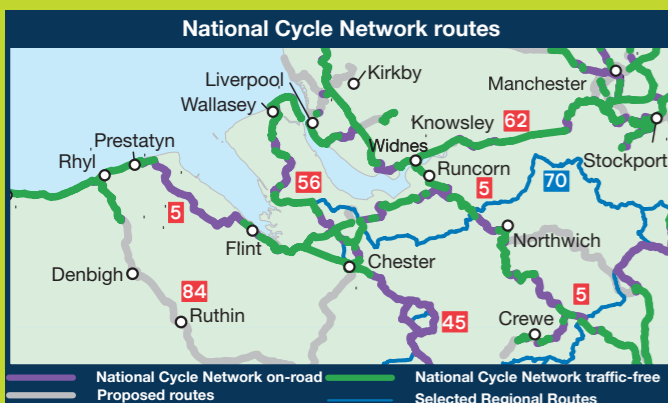 National Cycle Network routes
Kirkby
Liverpool
Manchester
Wallasey
Knowsley
62
Prestatyn
Widnes
Stockport
Rhyl
Runcorn
56
5
70
5
Northwich
Flint
Denbigh
Chester
84
5
Ruthin
45
Crewe
National Cycle Network on-road
National Cycle Network traffic-free
Proposed routes
Selected Regional Routes